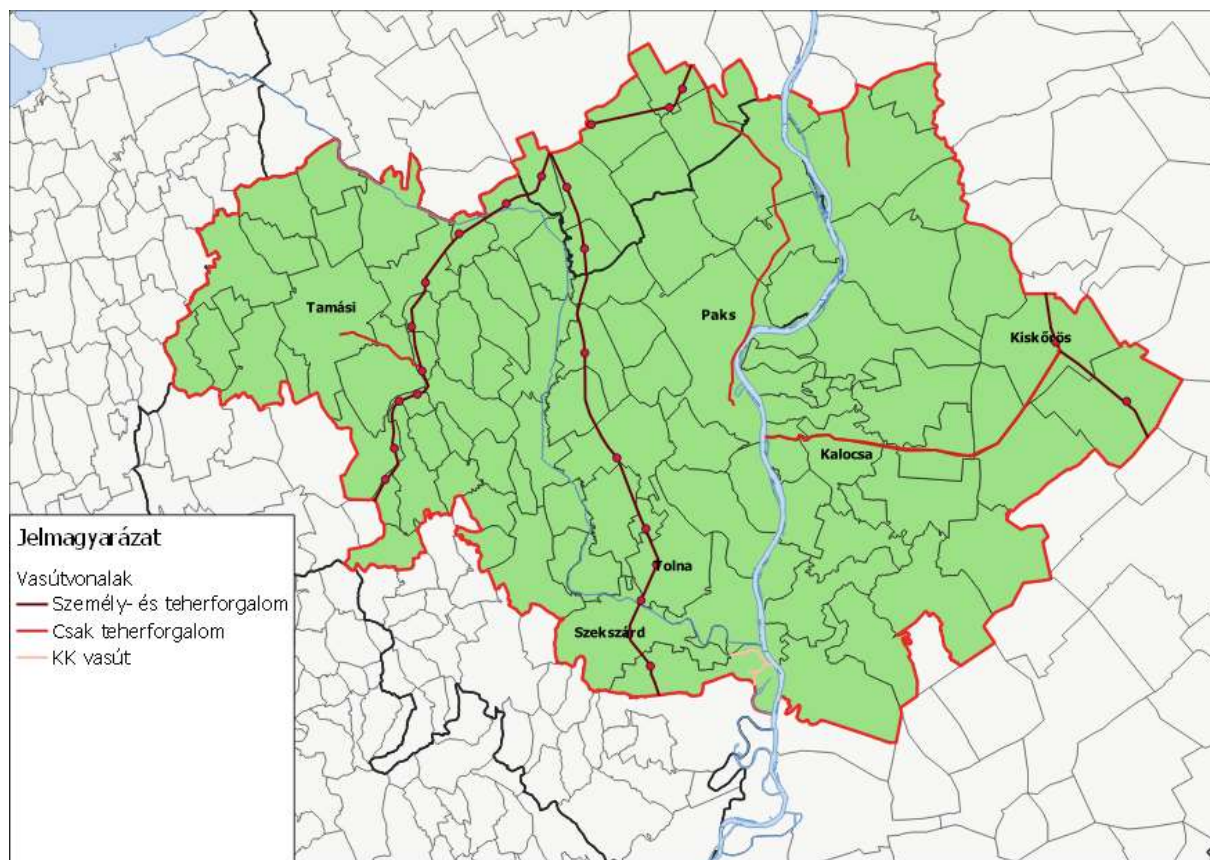 Tamási
Paks
Kiskőrös
Kalocsa
Tolna
Szekszárd
Jelmagyarázat
Vasútvonalak
Személy- és teherforgalom
Csak teherforgalom
KK vasút